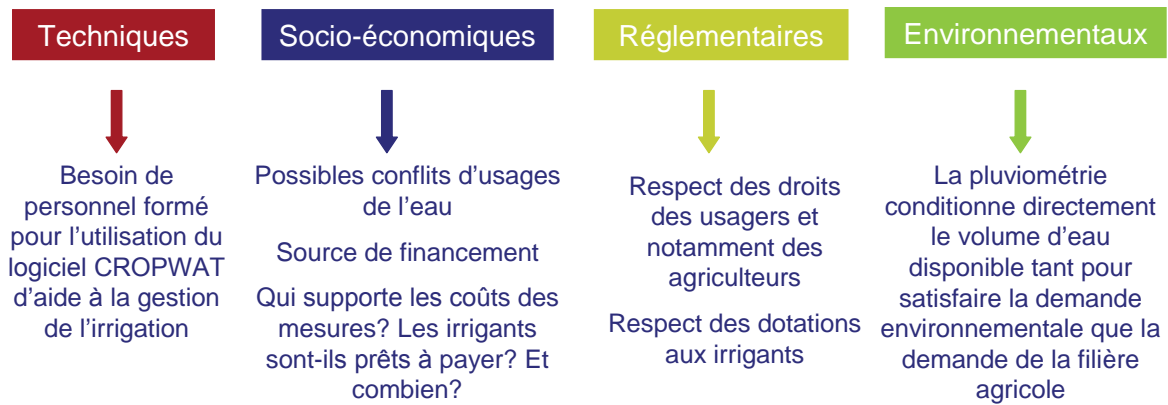 Techniques
Besoin de
personnel formé
pour l’utilisation du
logiciel CROPWAT
d’aide à la gestion
de l’irrigation
Socio-économiques
Possibles conflits d’usages
de l’eau
Source de financement
Qui supporte les coûts des
mesures? Les irrigants
sont-ils prêts à payer? Et
combien?
Réglementaires
Respect des droits
des usagers et
notamment des
agriculteurs
Respect des dotations
aux irrigants
Environnementaux
La pluviométrie
conditionne directement
le volume d’eau
disponible tant pour
satisfaire la demande
environnementale que la
demande de la filière
agricole